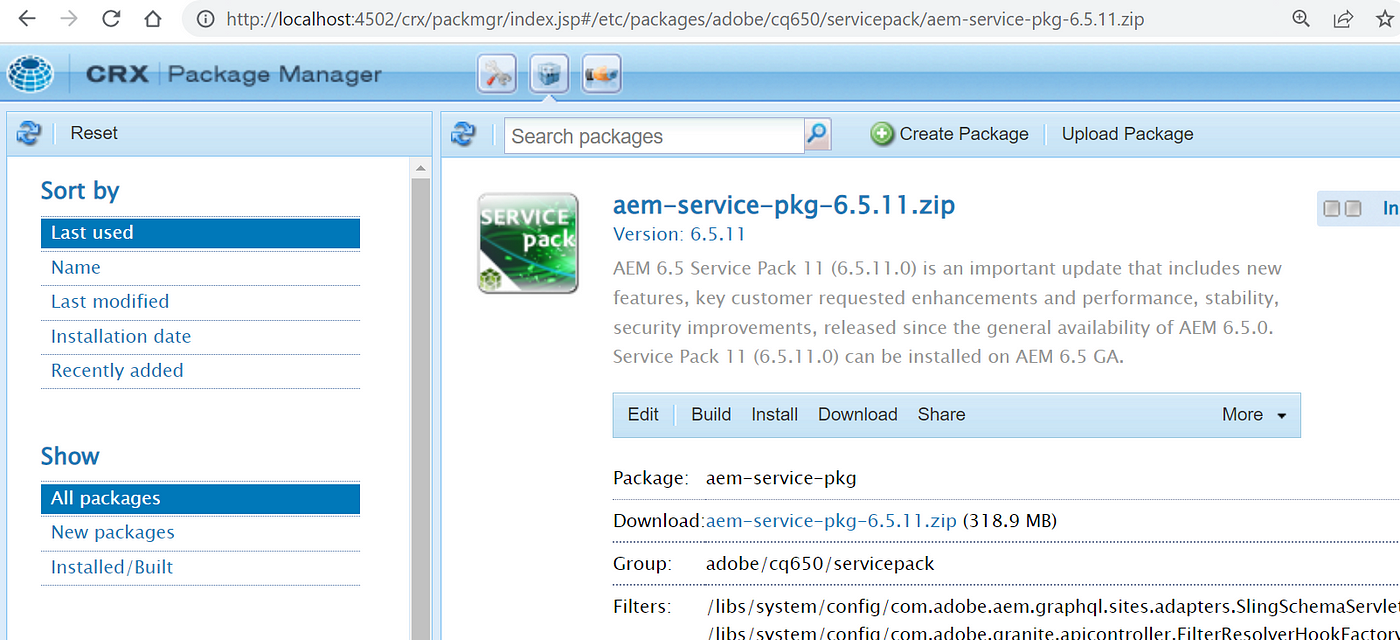 http://localhost:4502/crx/packmgr/index.jsp#/etc/packages/adobe/cq650/servicepack/aem-service-pkg-6.5.11.zip
CRX Package Manager
Reset
Search packages
Create Package
Upload Package
Sort by
Last used
Name
Last modified
Installation date
Recently added
Show
All packages
New packages
Installed/Built
SERVICE
pack
aem-service-pkg-6.5.11.zip
Version: 6.5.11
In
AEM 6.5 Service Pack 11 (6.5.11.0) is an important update that includes new
features, key customer requested enhancements and performance, stability,
security improvements, released since the general availability of AEM 6.5.0.
Service Pack 11 (6.5.11.0) can be installed on AEM 6.5 GA.
Edit Build Install Download Share More
Package: aem-service-pkg
Download: aem-service-pkg-6.5.11.zip (318.9 MB)
Group: adobe/cq650/servicepack
Filters: /libs/system/config/com.adobe.aem.graphql.sites.adapters.SlingSchemaServlet
/libs/system/config/com.adobe.granite.apicontroller.FilterResolverHookFactory